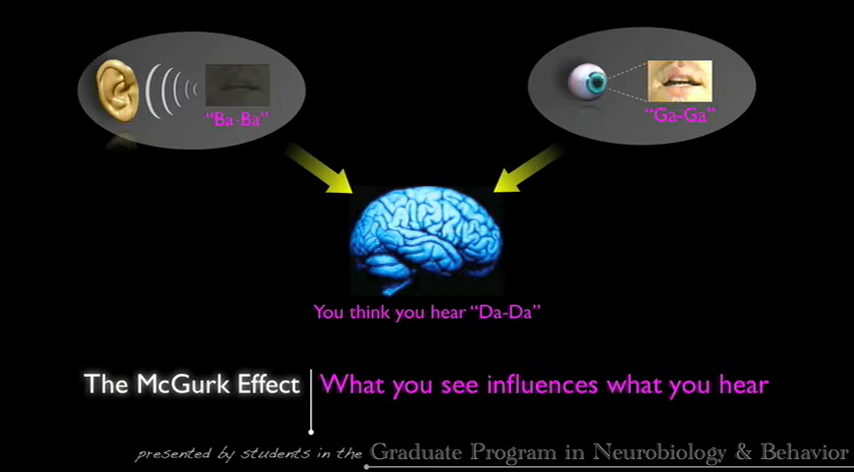 "Ba-Ba"
"Ga-Ga"
You think you hear "Da-Da"
The McGurk Effect
What you see influences what you hear
presented by students in the Graduate Program in Neurobiology & Behavior